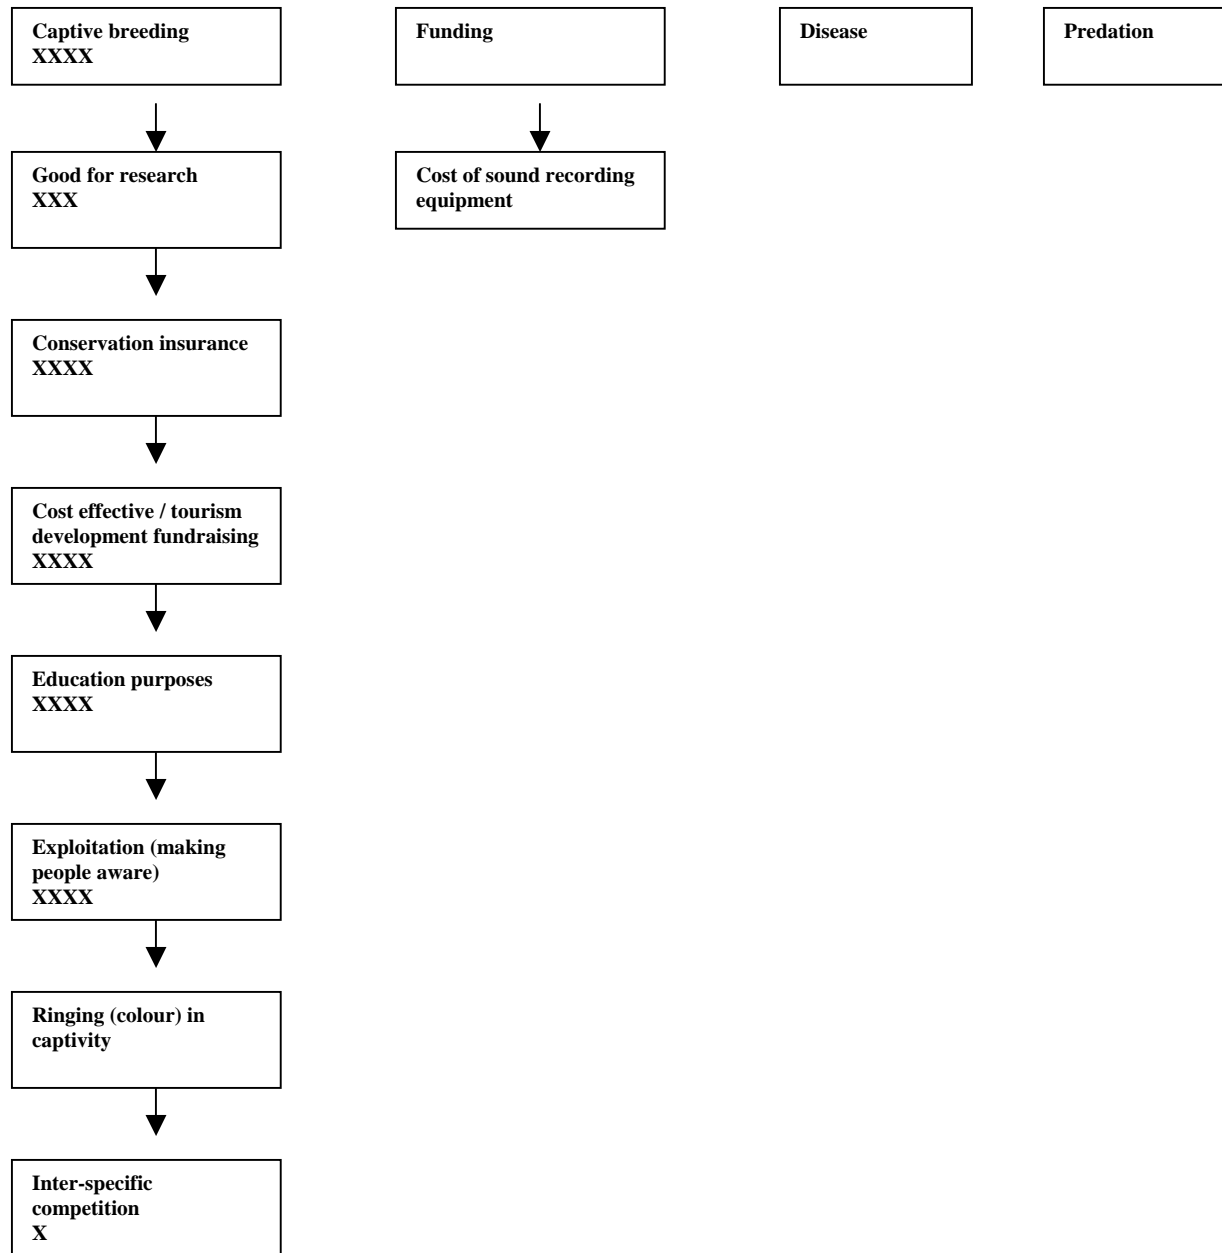 Captive breeding
XXXX
Funding
Disease
Predation
Good for research
XXX
Cost of sound recording
equipment
Conservation insurance
XXXX
Cost effective / tourism
development fundraising
XXXX
Education purposes
XXXX
Exploitation (making
people aware)
XXXX
Ringing (colour) in
captivity
Inter-specific
competition
X